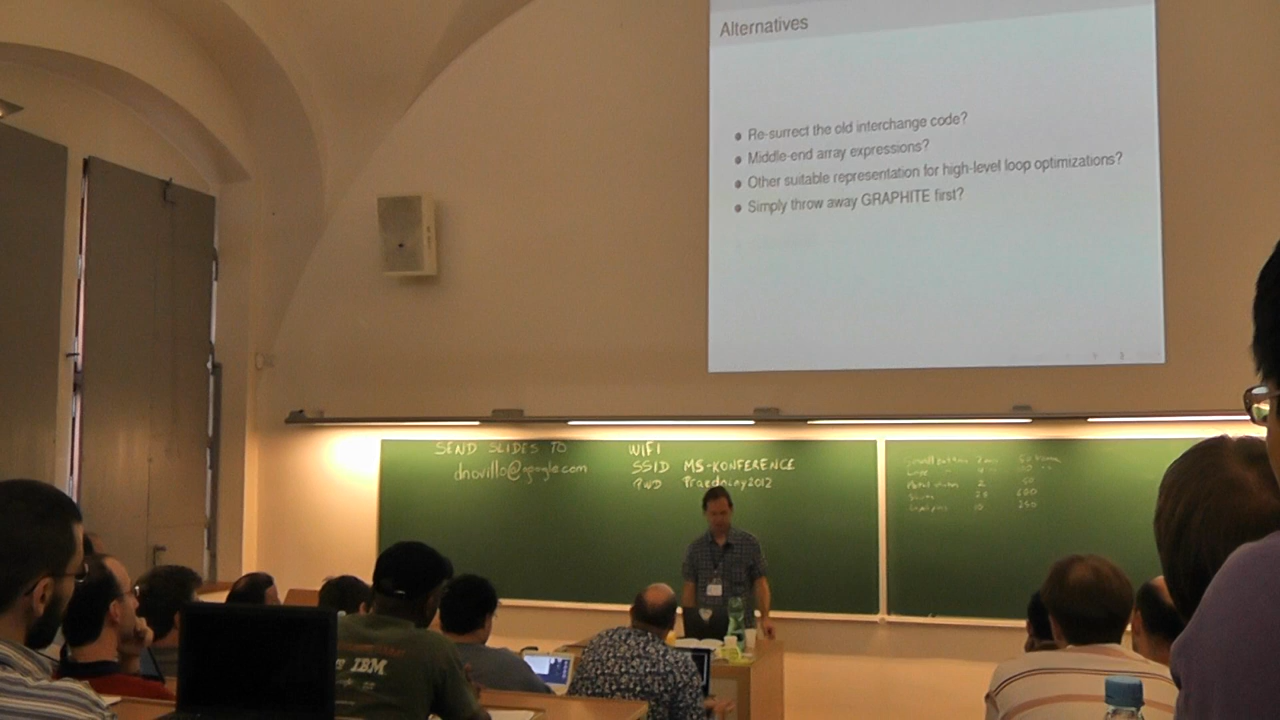 Alternatives
Re-surrect the old interchange code?
Middle-end array expressions?
Other suitable representation for high-level loop optimizations?
Simply throw away GRAPHITE first?
SEND SLIDES TO
dnovillo@google.com
WIFI
SSID MS-KONFERENCE
PWD
IBM